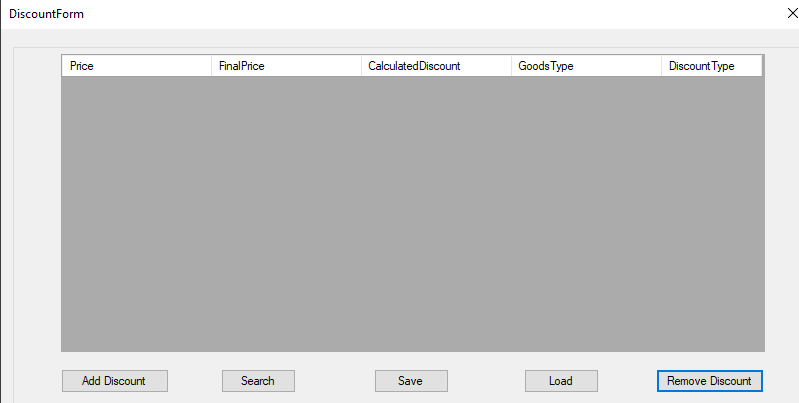 DiscountForm
Price FinalPrice CalculatedDiscount GoodsType DiscountType
Add Discount Search Save Load Remove Discount